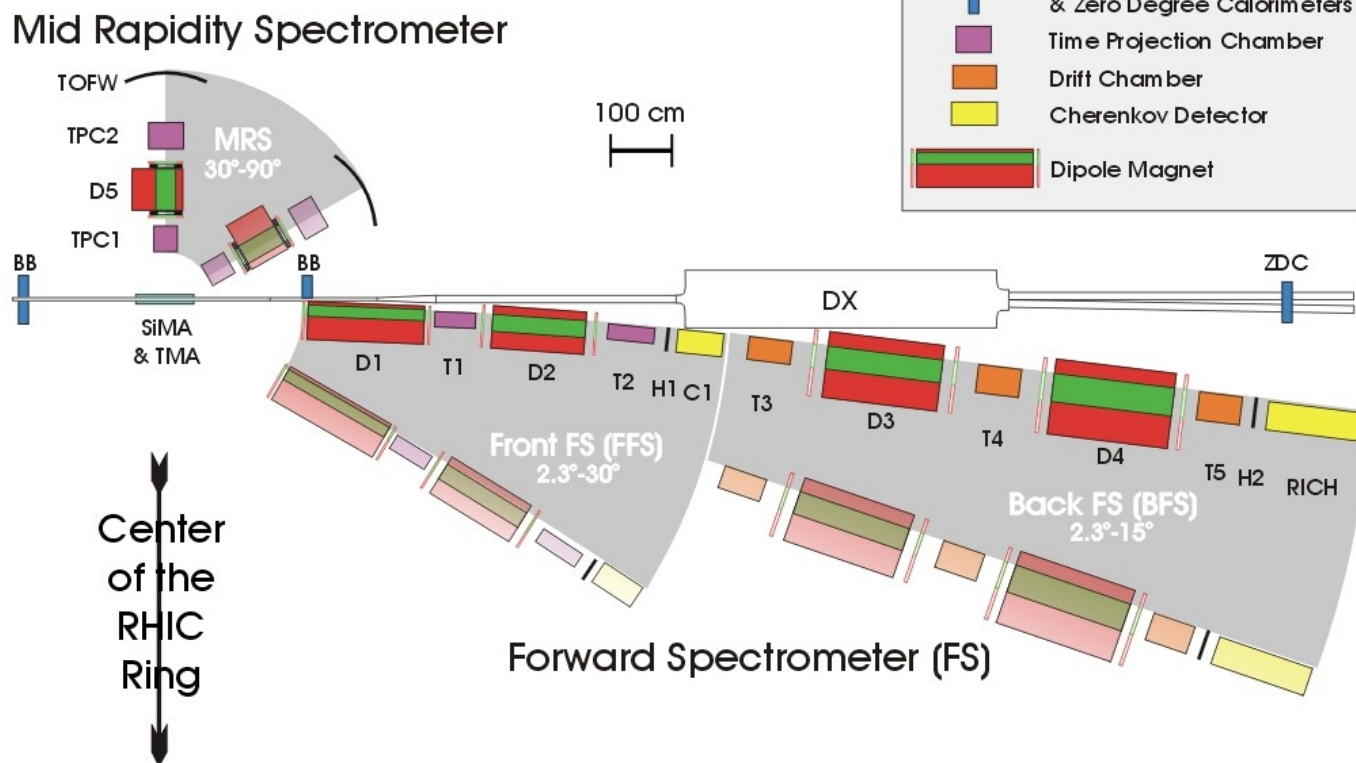 Mid Rapidity Spectrometer
& Zero Degree Calorimeters
Time Projection Chamber
Drift Chamber
Cherenkov Detector
Dipole Magnet
100 cm
TOFW
TPC2
D5
TPC1
MRS
30°-90°
BB
BB
SiMA
& TMA
DX
ZDC
D1
T1
D2
T2
H1
C1
T3
D3
T4
D4
T5
H2
RICH
Front FS (FFS)
2.3°-30°
Back FS (BFS)
2.3°-15°
Center
of the
RHIC
Ring
Forward Spectrometer (FS)